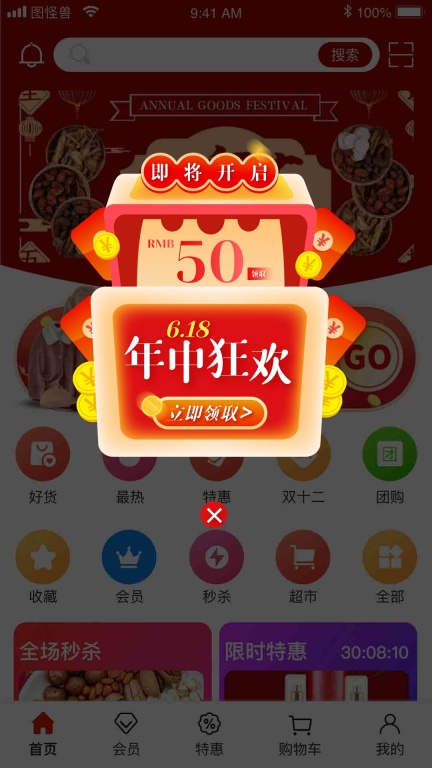 图怪兽
9:41 AM
100%
搜索
ANNUAL GOODS FESTIVAL
即将开启
RMB 50 领取
6.18
年中狂欢
立即领取>
GO
好货 最热 特惠 双十二 团购
收藏 会员 秒杀 超市 全部
全场秒杀
限时特惠 30:08:10
首页 会员 特惠 购物车 我的